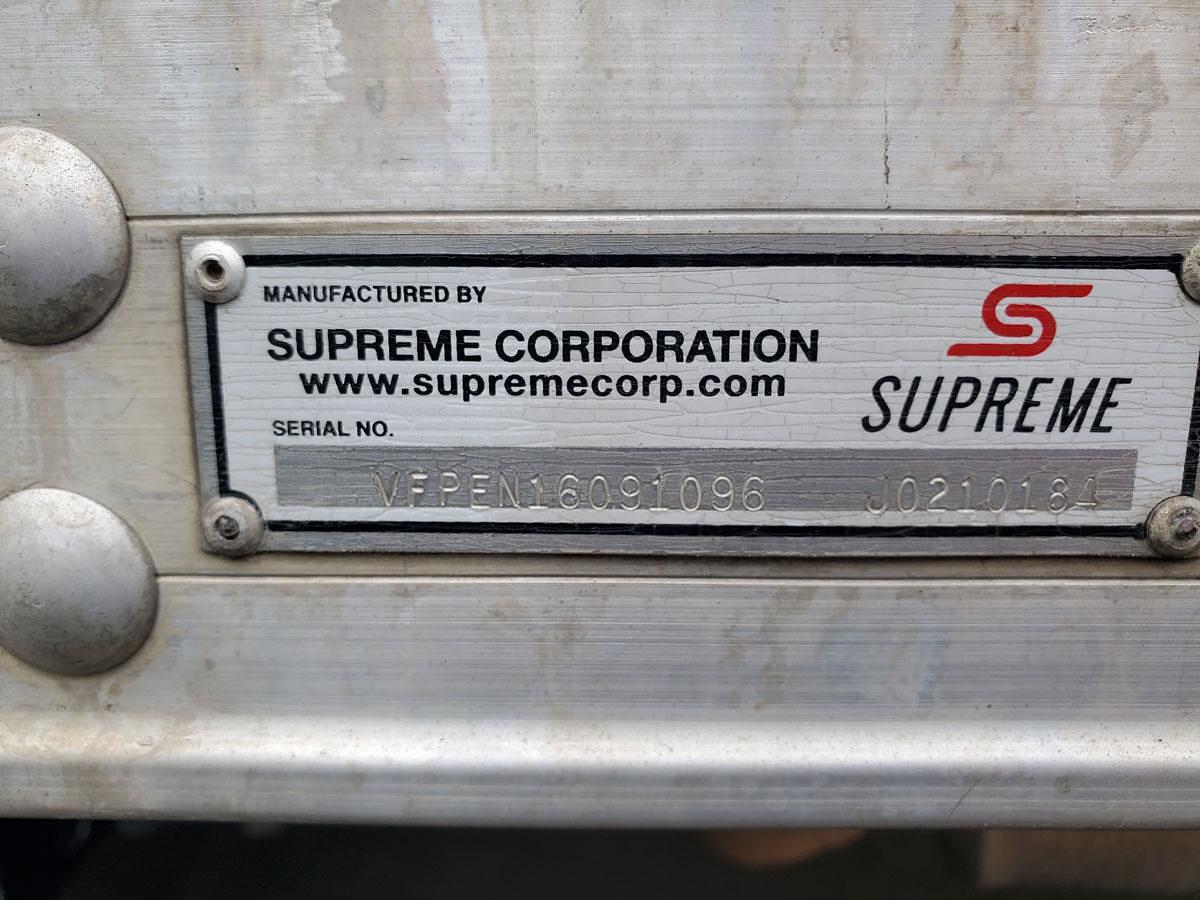 MANUFACTURED BY
SUPREME CORPORATION
www.supremecorp.com
SUPREME
SERIAL NO.
VFPEN16091096 J0210184